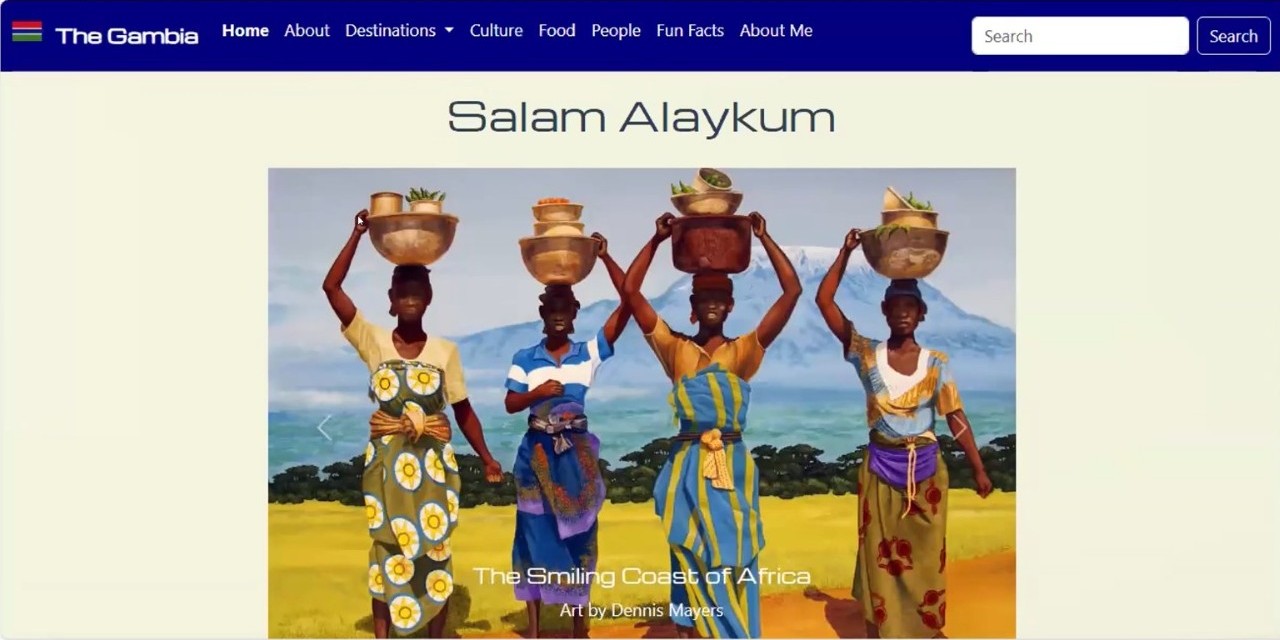 The Gambia Home About Destinations Culture Food People Fun Facts About Me Search Search
Salam Alaykum
The Smiling Coast of Africa
Art by Dennis Mayers